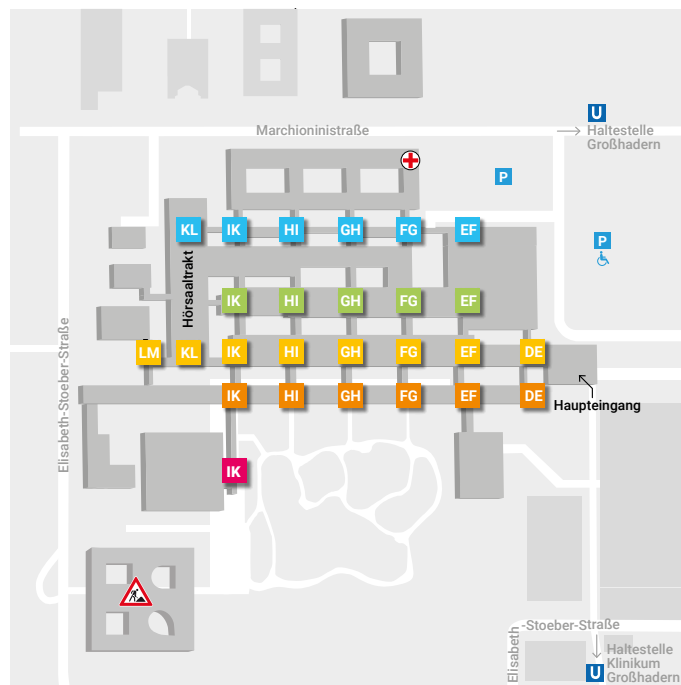 Marchioninistraße
U
Haltestelle
Großhadern
P
P
KL IK HI GH FG EF
Hörsaaltrakt
IK HI GH FG EF
LM KL IK HI GH FG EF DE
IK HI GH FG EF DE
Haupteingang
Elisabeth-Stoeber-Straße
IK
Elisabeth-Stoeber-Straße
U
Haltestelle
Klinikum
Großhadern